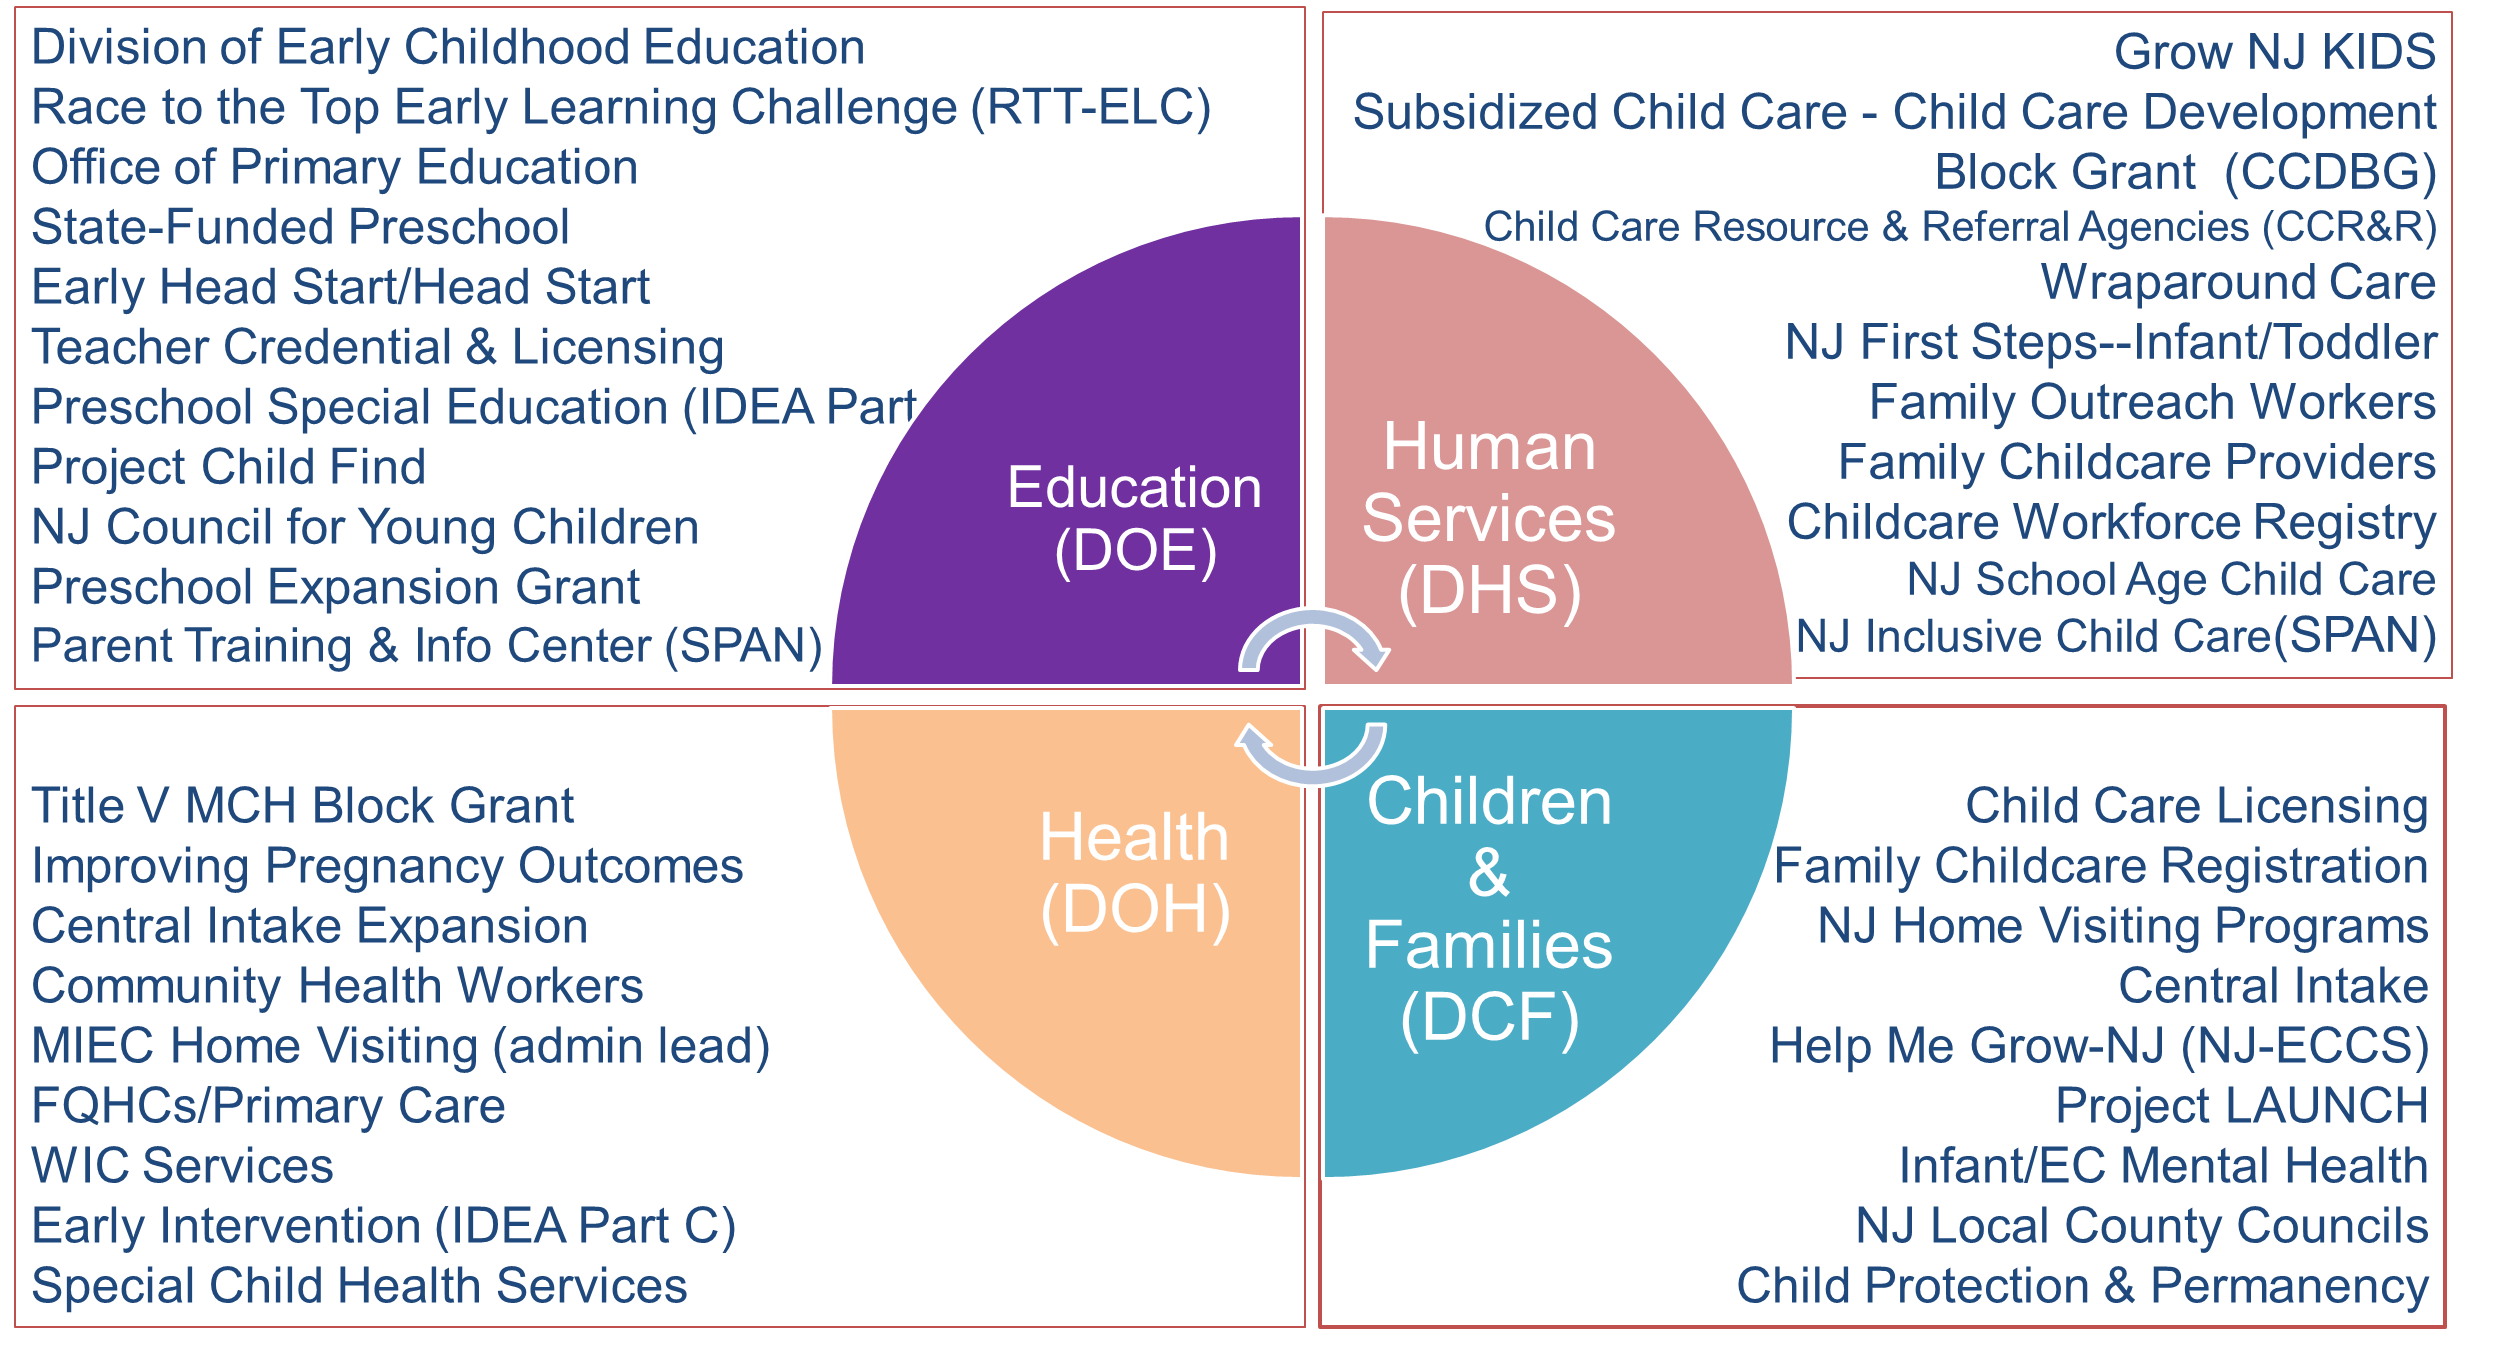 Division of Early Childhood Education
Race to the Top Early Learning Challenge (RTT-ELC)
Office of Primary Education
State-Funded Preschool
Early Head Start/Head Start
Teacher Credential & Licensing
Preschool Special Education (IDEA Part
Project Child Find
NJ Council for Young Children
Preschool Expansion Grant
Parent Training & Info Center (SPAN)
Education
(DOE)
Grow NJ KIDS
Subsidized Child Care - Child Care Development
Block Grant (CCDBG)
Child Care Resource & Referral Agencies (CCR&R)
Wraparound Care
NJ First Steps--Infant/Toddler
Family Outreach Workers
Family Childcare Providers
Childcare Workforce Registry
NJ School Age Child Care
NJ Inclusive Child Care(SPAN)
Human
Services
(DHS)
Title V MCH Block Grant
Improving Pregnancy Outcomes
Central Intake Expansion
Community Health Workers
MIEC Home Visiting (admin lead)
FQHCs/Primary Care
WIC Services
Early Intervention (IDEA Part C)
Special Child Health Services
Health
(DOH)
Children
&
Families
(DCF)
Child Care Licensing
Family Childcare Registration
NJ Home Visiting Programs
Central Intake
Help Me Grow-NJ (NJ-ECCS)
Project LAUNCH
Infant/EC Mental Health
NJ Local County Councils
Child Protection & Permanency